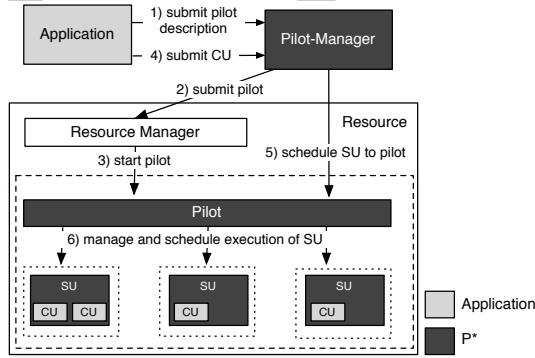 Application
1) submit pilot
description
4) submit CU
Pilot-Manager
2) submit pilot
Resource
Resource Manager
3) start pilot
5) schedule SU to pilot
Pilot
6) manage and schedule execution of SU
SU
CU CU
SU
CU
SU
CU
Application
P*